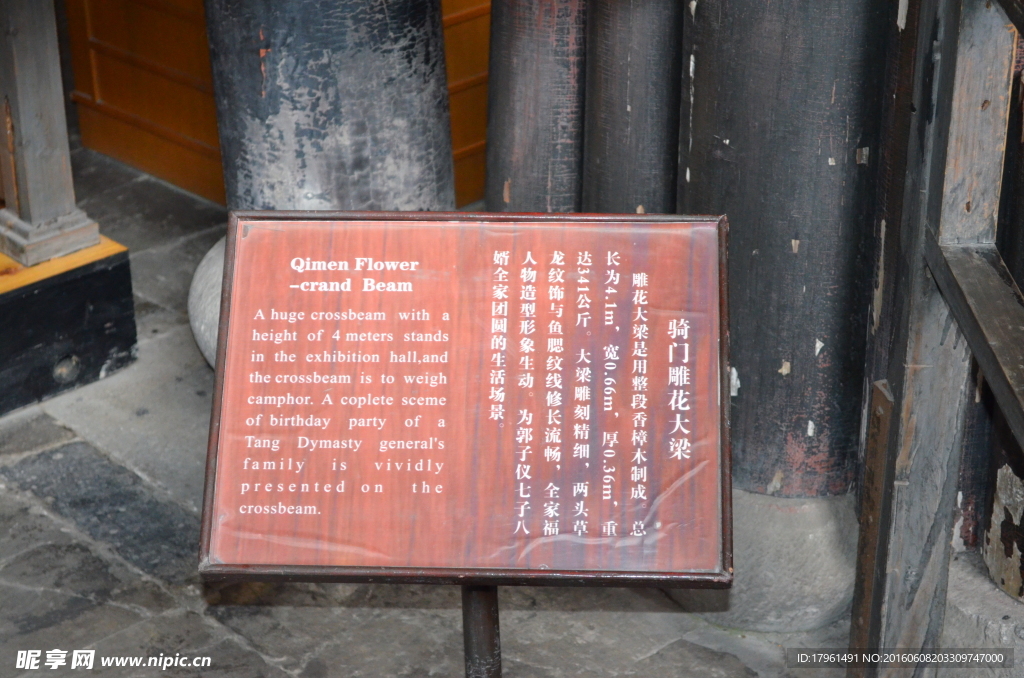 Qimen Flower
-crand Beam
A huge crossbeam with a
height of 4 meters stands
in the exhibition hall,and
the crossbeam is to weigh
camphor. A coplete sceme
of birthday party of a
Tang Dymasty general's
family is vividly
presented on the
crossbeam.
骑门雕花大梁
雕花大梁是用整段香樟木制成。总
长为4.1m，宽0.66m，厚0.36m，重
达341公斤。大梁雕刻精细，两头草
龙纹饰与鱼腮纹线修长流畅，全家福
人物造型形象生动。为郭子仪七子八
婿全家团圆的生活场景。
昵享网 www.nipic.cn
ID:17961491 NO:20160608203309747000